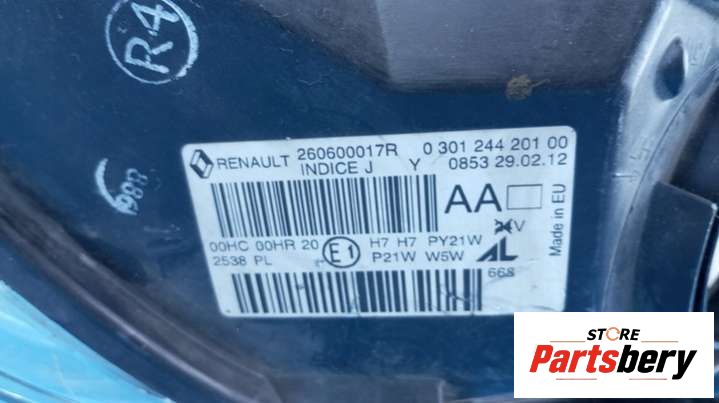 R4
RENAULT 260600017R 0 301 244 201 00
INDICE J Y 0853 29.02.12
AA
Made in EU
00HC 00HR 20 E1 H7 H7 PY21W
2538 PL P21W W5W AL
668
STORE
Partsbery